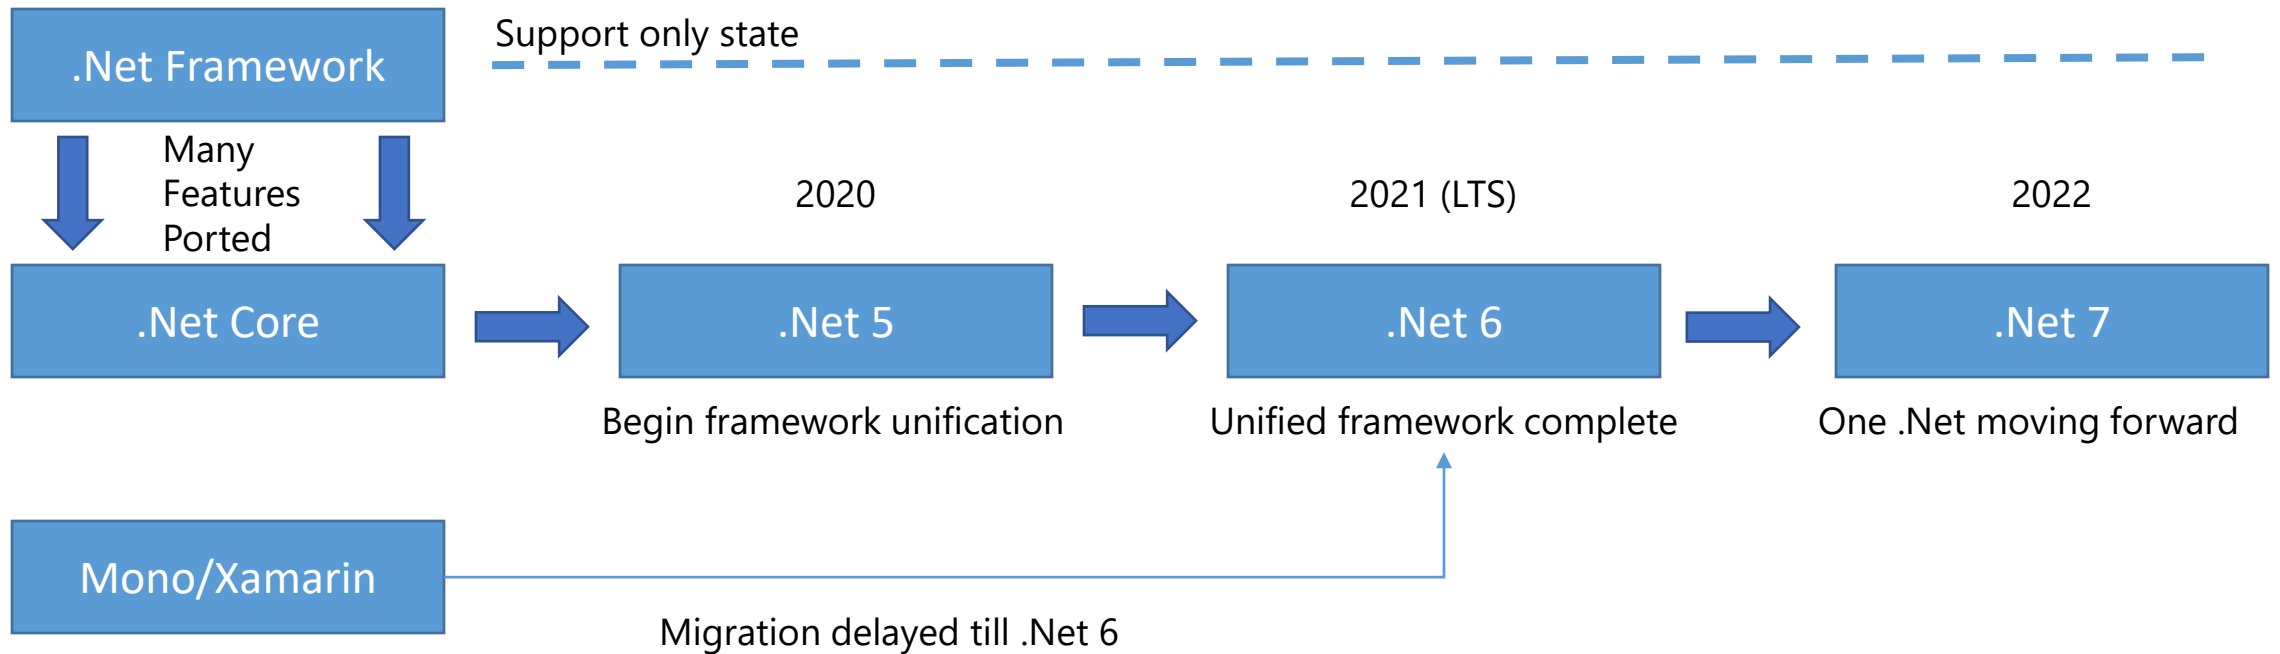 .Net Framework
Support only state
Many
Features
Ported
2020
2021 (LTS)
2022
.Net Core
.Net 5
.Net 6
.Net 7
Begin framework unification
Unified framework complete
One .Net moving forward
Mono/Xamarin
Migration delayed till .Net 6